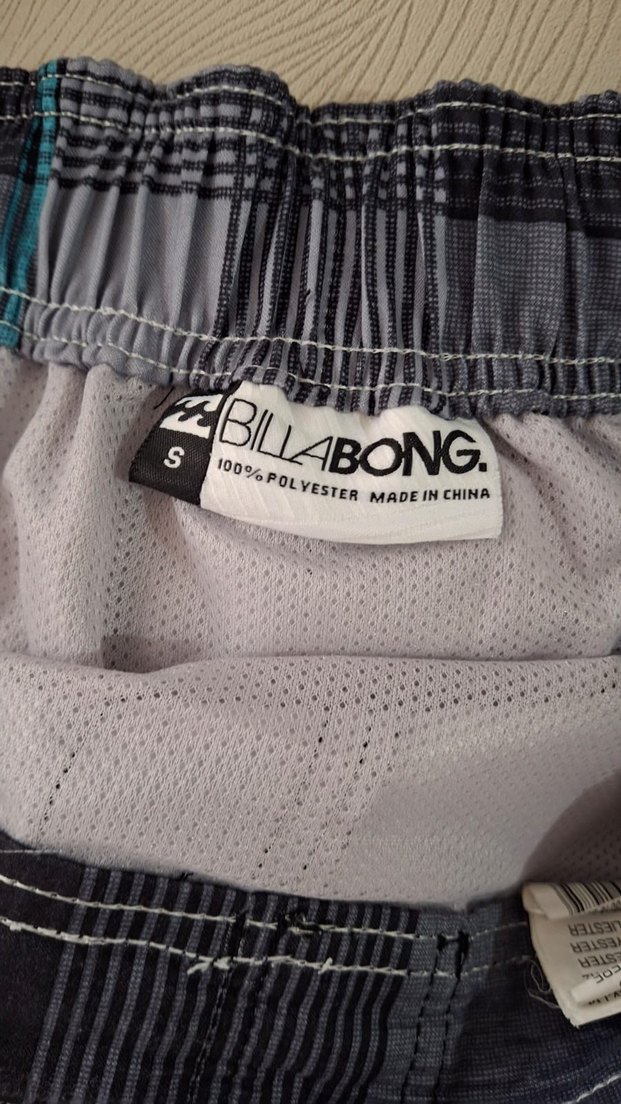 BILLABONG.
S
100% POLYESTER MADE IN CHINA